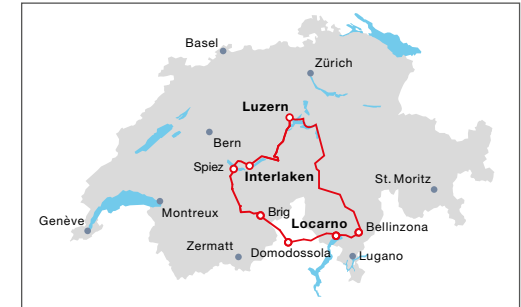 Basel
Zürich
Luzern
Bern
Spiez
Interlaken
St. Moritz
Genève
Montreux
Brig
Locarno
Bellinzona
Zermatt
Domodossola
Lugano